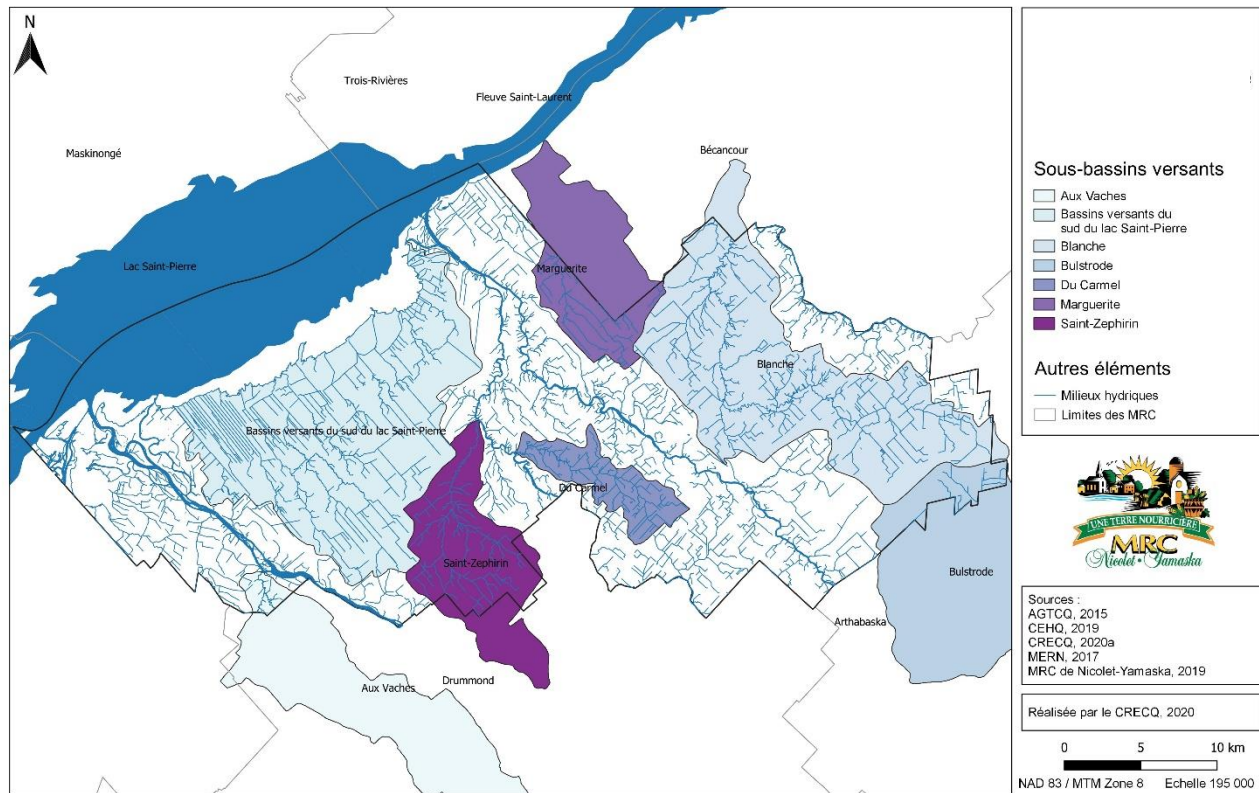 N
Trois-Rivières
Fleuve Saint-Laurent
Maskinongé
Bécancour
Lac Saint-Pierre
Marguerite
Blanche
Bassins versants du sud du lac Saint-Pierre
Du Carmel
Saint-Zephirin
Bulstrode
Arthabaska
Drummond
Aux Vaches
Sous-bassins versants
Aux Vaches
Bassins versants du
sud du lac Saint-Pierre
Blanche
Bulstrode
Du Carmel
Marguerite
Saint-Zephirin
Autres éléments
Milieux hydriques
Limites des MRC
UNE TERRE NOURRICIÈRE
MRC
Nicolet • Yamaska
Sources :
AGTCQ, 2015
CEHQ, 2019
CRECQ, 2020a
MERN, 2017
MRC de Nicolet-Yamaska, 2019
Réalisée par le CRECQ, 2020
0 5 10 km
NAD 83 / MTM Zone 8 Echelle 195 000